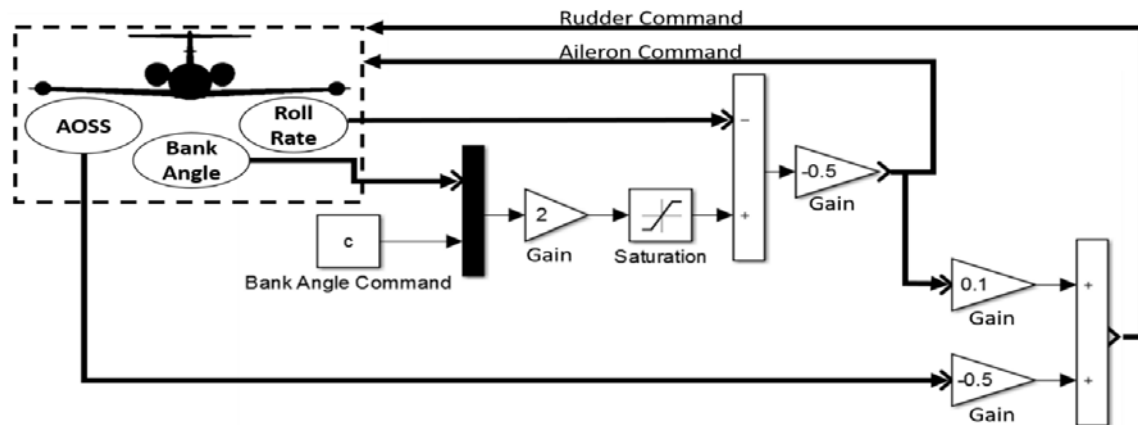 Rudder Command
Aileron Command
AOSS
Roll
Rate
Bank
Angle
−
+
-0.5
Gain
c
Bank Angle Command
2
Gain
Saturation
0.1
Gain
+
-0.5
Gain
+